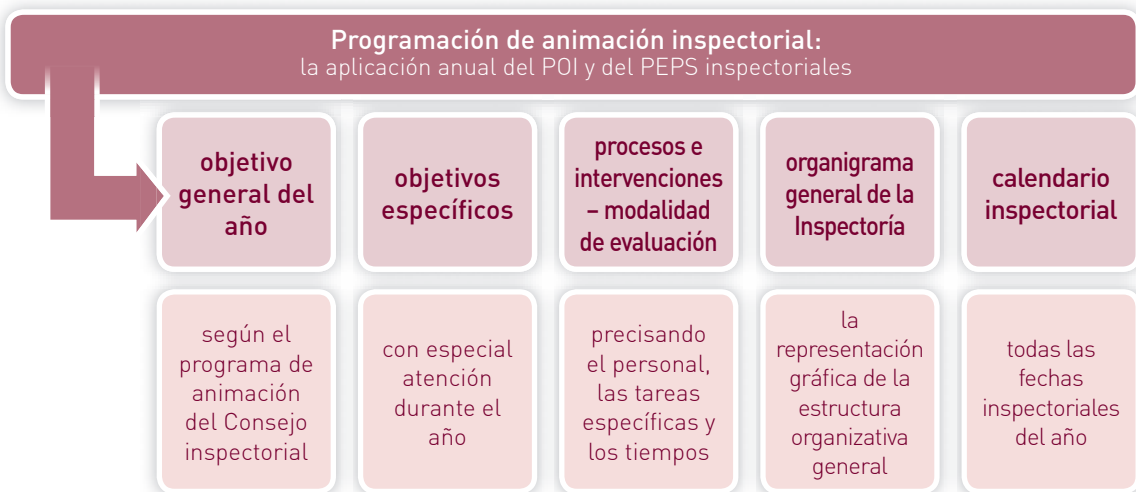 Programación de animación inspectorial:
la aplicación anual del POI y del PEPS inspectoriales
objetivo
general del
año
objetivos
específicos
procesos e
intervenciones
– modalidad
de evaluación
organigrama
general de la
Inspectoría
calendario
inspectorial
según el
programa de
animación
del Consejo
inspectorial
con especial
atención
durante el
año
precisando
el personal,
las tareas
específicas y
los tiempos
la
representación
gráfica de la
estructura
organizativa
general
todas las
fechas
inspectoriales
del año